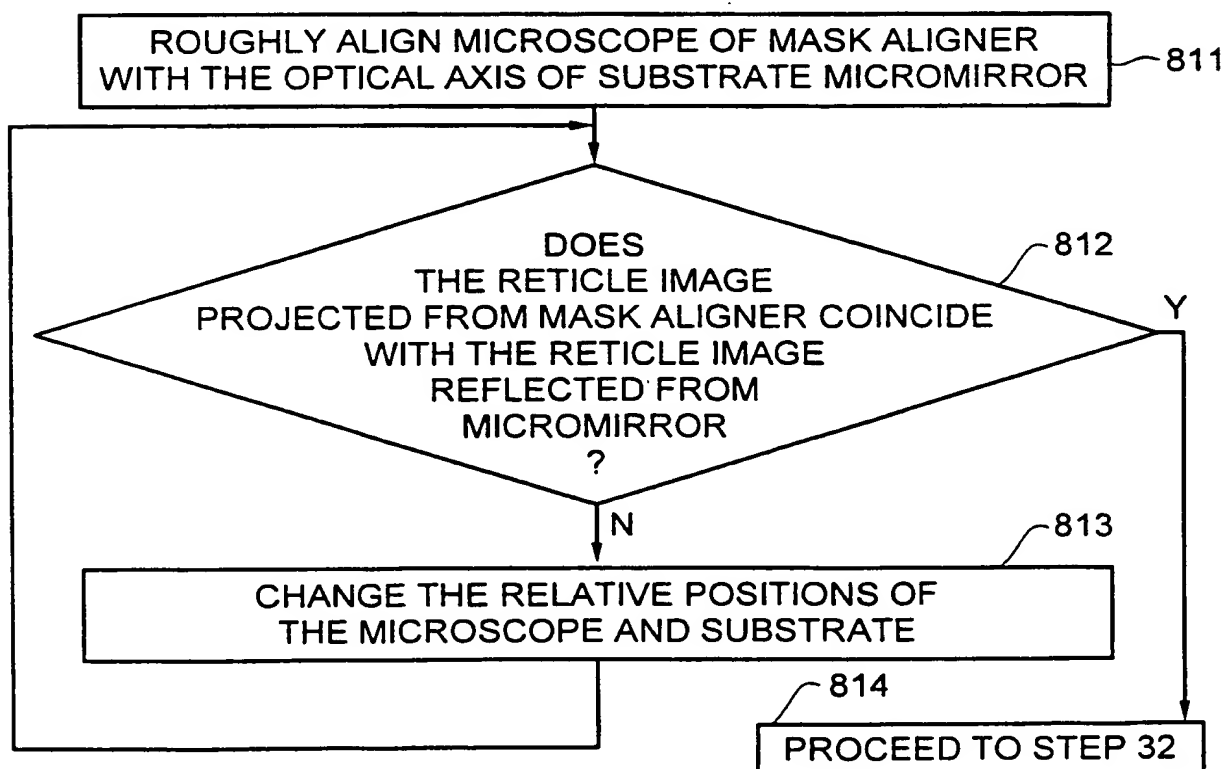 ROUGHLY ALIGN MICROSCOPE OF MASK ALIGNER
WITH THE OPTICAL AXIS OF SUBSTRATE MICROMIRROR
811
DOES
THE RETICLE IMAGE
PROJECTED FROM MASK ALIGNER COINCIDE
WITH THE RETICLE IMAGE
REFLECTED FROM
MICROMIRROR
?
812
Y
N
813
CHANGE THE RELATIVE POSITIONS OF
THE MICROSCOPE AND SUBSTRATE
814
PROCEED TO STEP 32